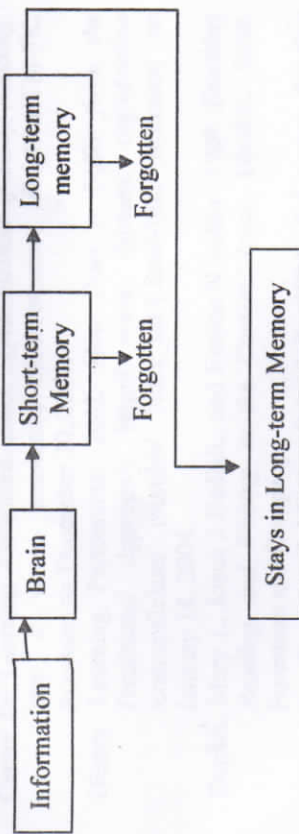 Information
Brain
Short-term
Memory
Forgotten
Long-term
memory
Forgotten
Stays in Long-term Memory